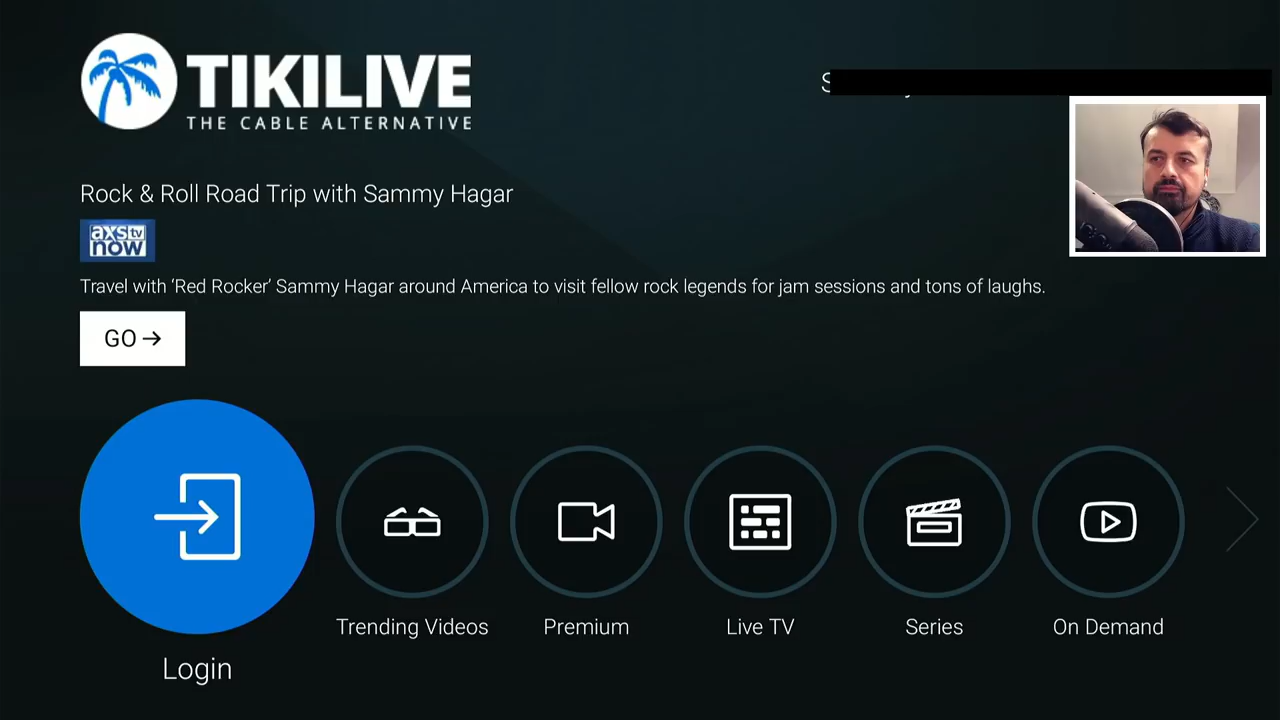 TIKILIVE
THE CABLE ALTERNATIVE
Rock & Roll Road Trip with Sammy Hagar
axs tv
now
Travel with ‘Red Rocker’ Sammy Hagar around America to visit fellow rock legends for jam sessions and tons of laughs.
GO →
Login
Trending Videos
Premium
Live TV
Series
On Demand